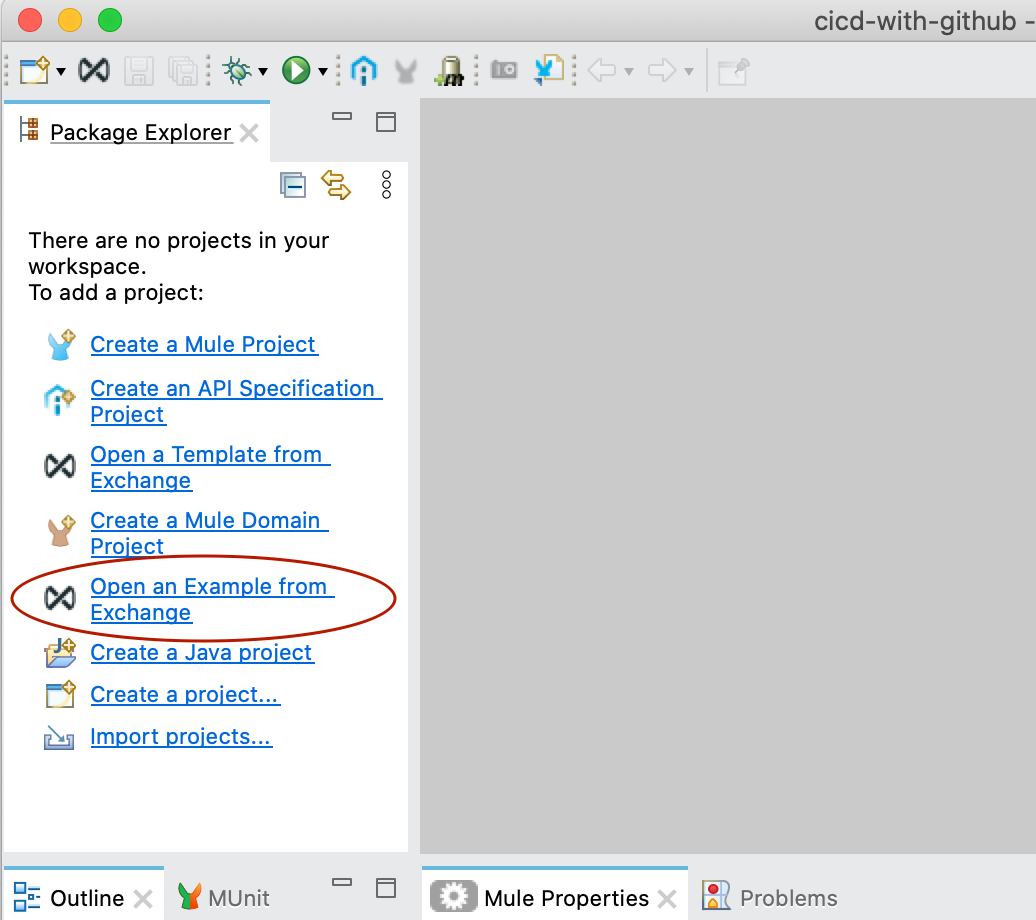 cicd-with-github -
Package Explorer
There are no projects in your
workspace.
To add a project:
Create a Mule Project
Create an API Specification
Project
Open a Template from
Exchange
Create a Mule Domain
Project
Open an Example from
Exchange
Create a Java project
Create a project...
Import projects...
Outline
MUnit
Mule Properties
Problems